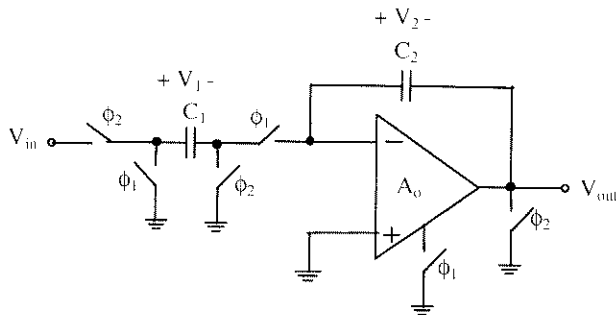 + V₂ -
C₂
+ V₁ -
C₁
ϕ₂
ϕ₁
V_in
ϕ₁
ϕ₂
−
A_o
+
V_out
ϕ₂
ϕ₁